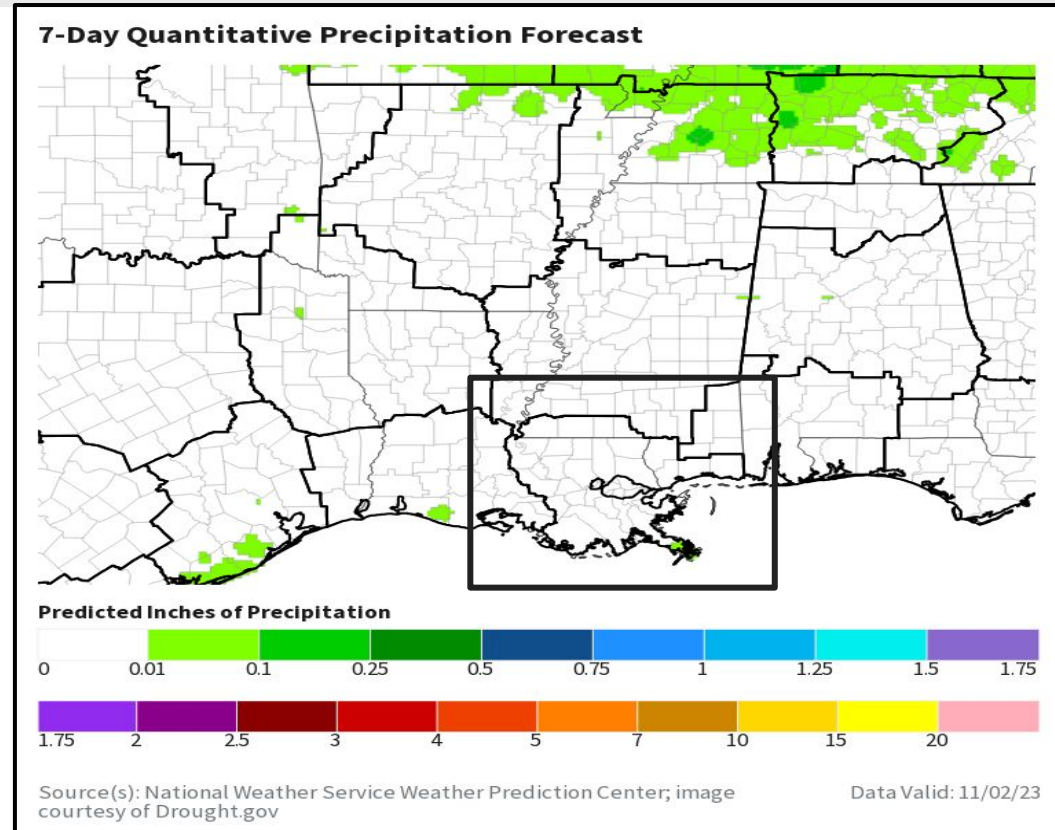 7-Day Quantitative Precipitation Forecast
Predicted Inches of Precipitation
0 0.01 0.1 0.25 0.5 0.75 1 1.25 1.5 1.75
1.75 2 2.5 3 4 5 7 10 15 20
Source(s): National Weather Service Weather Prediction Center; image
courtesy of Drought.gov
Data Valid: 11/02/23